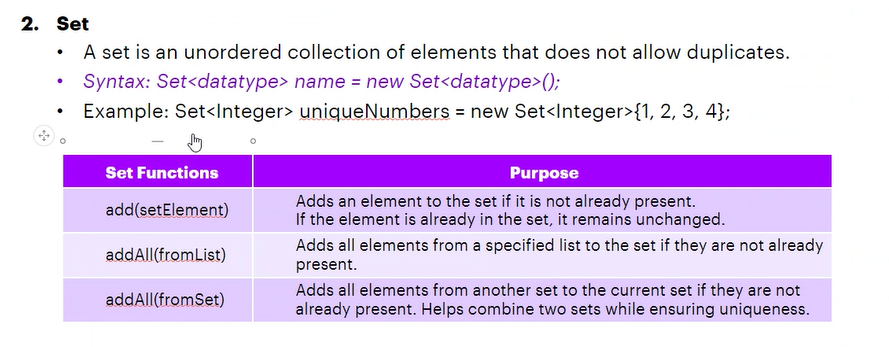 2. Set
• A set is an unordered collection of elements that does not allow duplicates.
• Syntax: Set<datatype> name = new Set<datatype>();
• Example: Set<Integer> uniqueNumbers = new Set<Integer>{1, 2, 3, 4};
Set Functions Purpose
add(setElement) Adds an element to the set if it is not already present.
If the element is already in the set, it remains unchanged.
addAll(fromList) Adds all elements from a specified list to the set if they are not already
present.
addAll(fromSet) Adds all elements from another set to the current set if they are not
already present. Helps combine two sets while ensuring uniqueness.